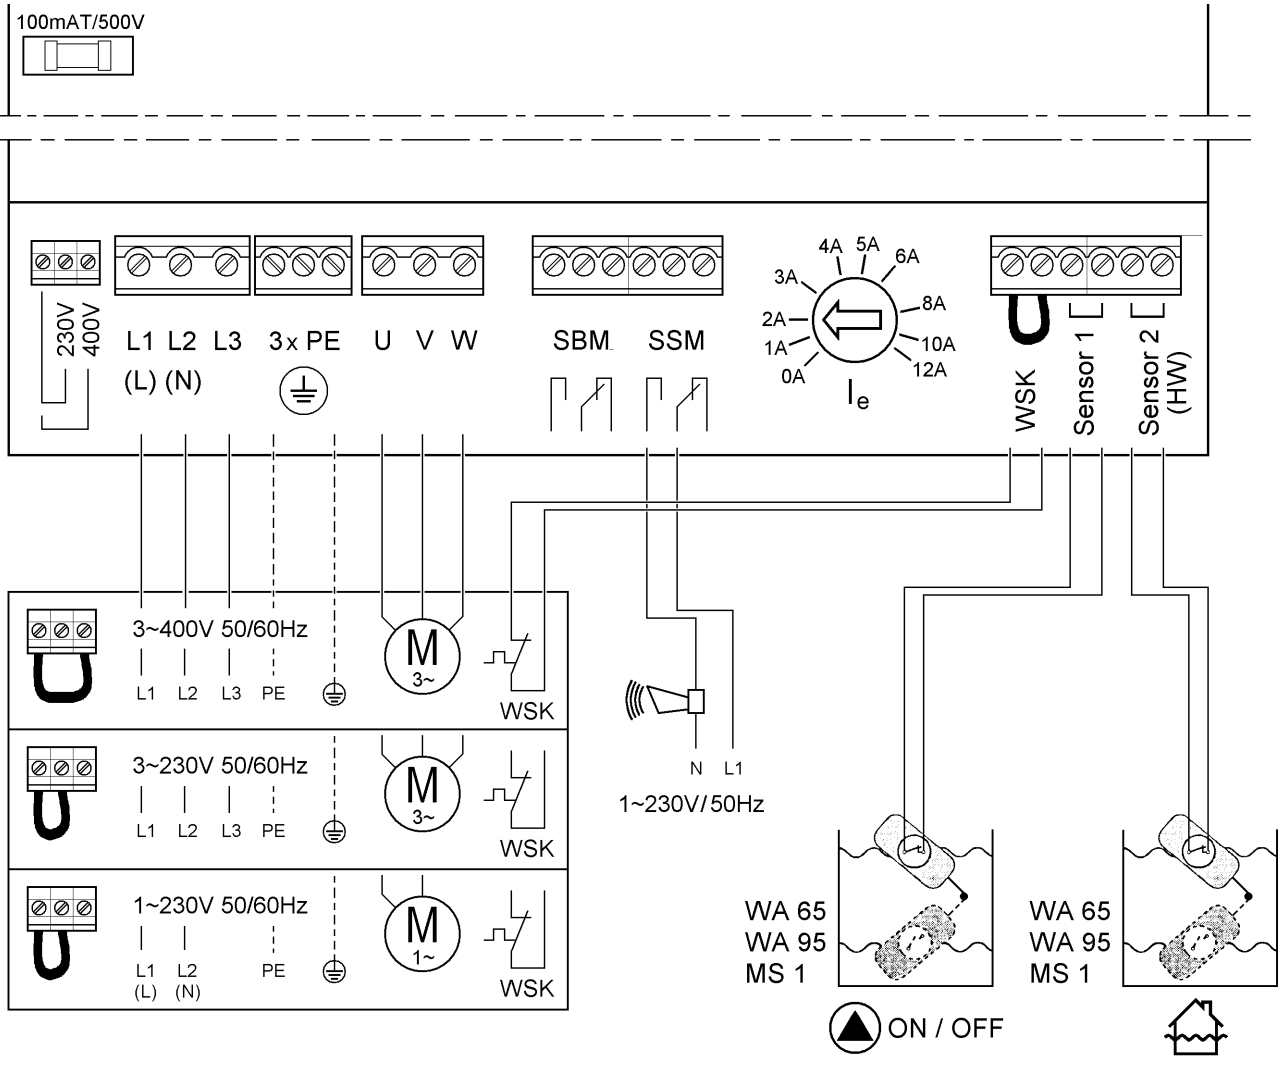 100mAT/500V
4A 5A
6A
3A
8A
2A
1A
10A
0A
12A
Ie
230V
400V
L1 L2 L3 3x PE U V W SBM SSM
(L) (N)
WSK
Sensor 1
Sensor 2
(HW)
3~400V 50/60Hz
L1 L2 L3 PE
M
3~
WSK
3~230V 50/60Hz
L1 L2 L3 PE
M
3~
WSK
1~230V 50/60Hz
L1 L2 PE
(L) (N)
M
1~
WSK
N L1
1~230V/50Hz
WA 65
WA 95
MS 1
ON / OFF
WA 65
WA 95
MS 1